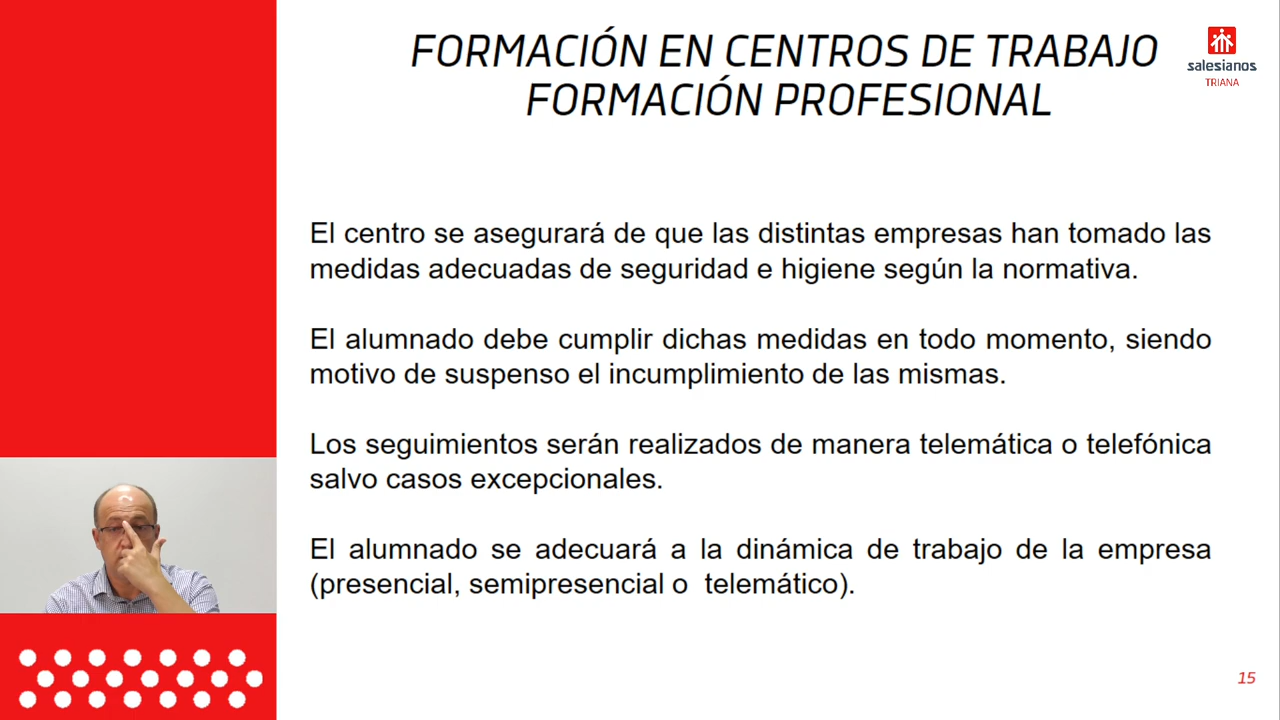 FORMACIÓN EN CENTROS DE TRABAJO
FORMACIÓN PROFESIONAL
salesianos
TRIANA
El centro se asegurará de que las distintas empresas han tomado las
medidas adecuadas de seguridad e higiene según la normativa.
El alumnado debe cumplir dichas medidas en todo momento, siendo
motivo de suspenso el incumplimiento de las mismas.
Los seguimientos serán realizados de manera telemática o telefónica
salvo casos excepcionales.
El alumnado se adecuará a la dinámica de trabajo de la empresa
(presencial, semipresencial o telemático).
15